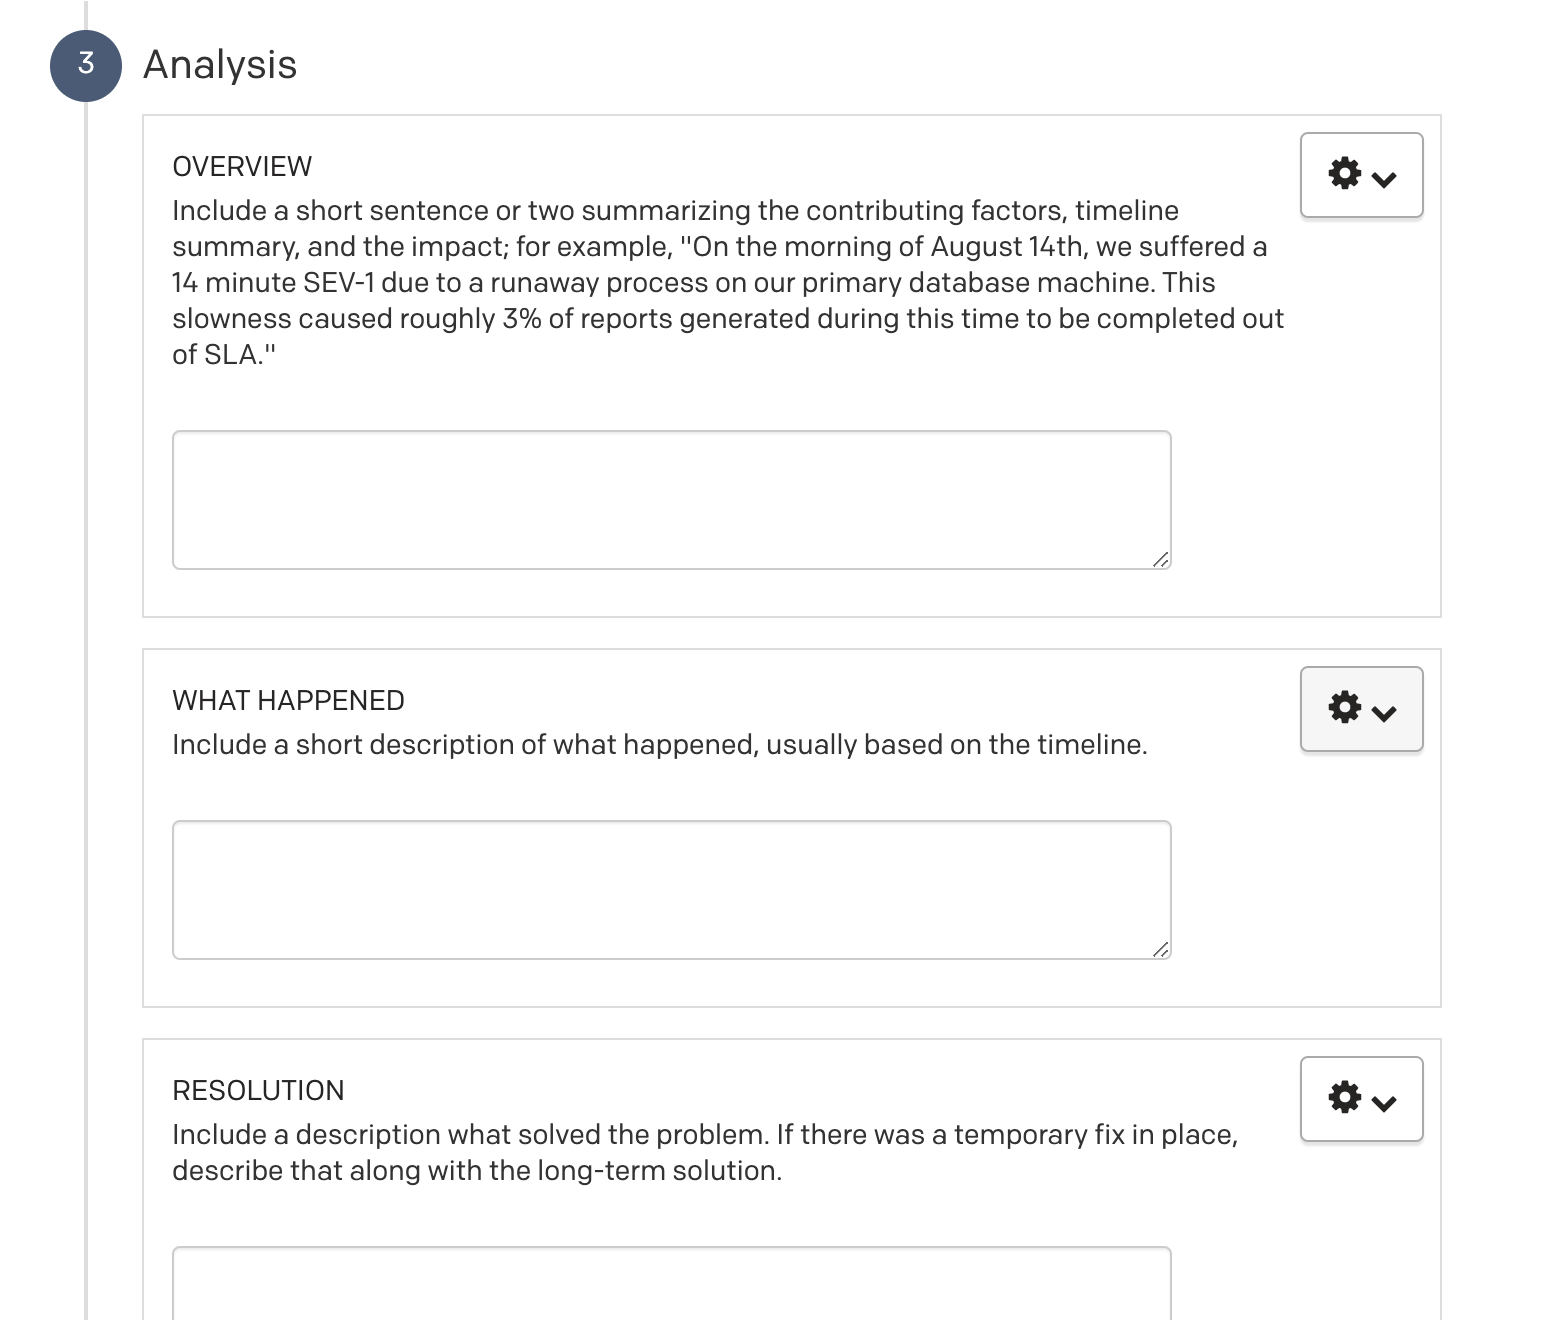 3
Analysis
OVERVIEW
Include a short sentence or two summarizing the contributing factors, timeline
summary, and the impact; for example, "On the morning of August 14th, we suffered a
14 minute SEV-1 due to a runaway process on our primary database machine. This
slowness caused roughly 3% of reports generated during this time to be completed out
of SLA."
WHAT HAPPENED
Include a short description of what happened, usually based on the timeline.
RESOLUTION
Include a description what solved the problem. If there was a temporary fix in place,
describe that along with the long-term solution.